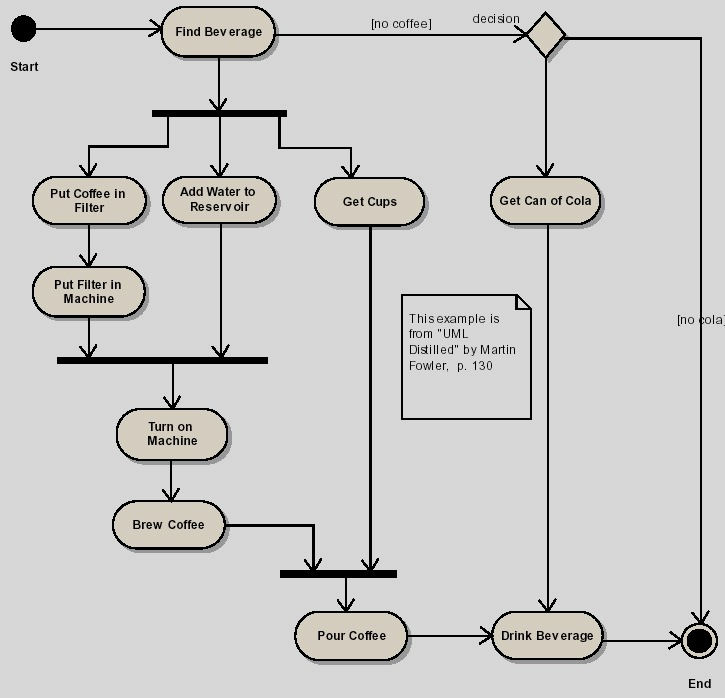 Find Beverage
[no coffee]
decision
Start
Put Coffee in
Filter
Add Water to
Reservoir
Get Cups
Get Can of Cola
Put Filter in
Machine
This example is
from "UML
Distilled" by Martin
Fowler, p. 130
[no cola]
Turn on
Machine
Brew Coffee
Pour Coffee
Drink Beverage
End